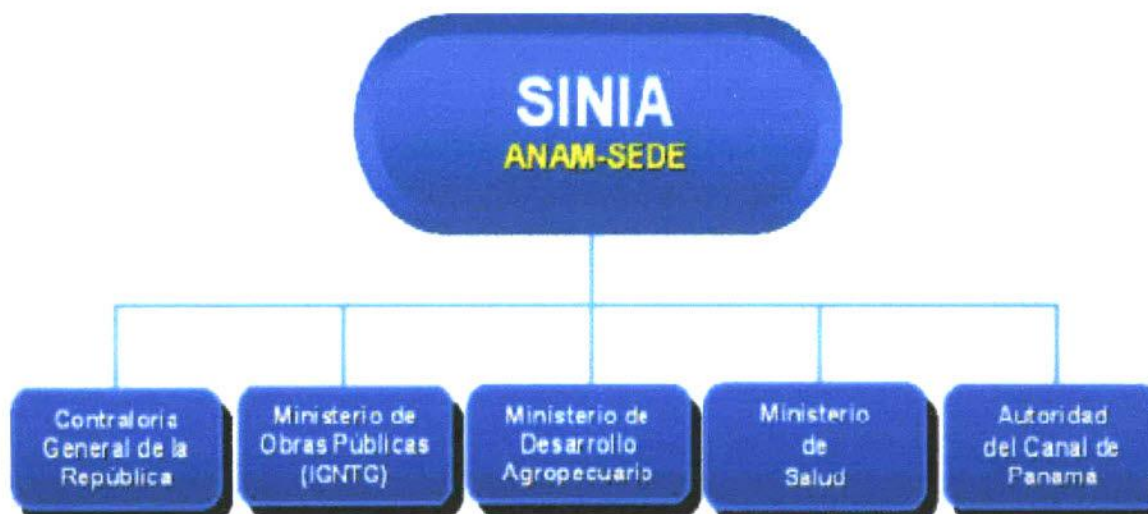 SINIA
ANAM-SEDE
Contraloría
General de la
República
Ministerio de
Obras Públicas
(IGNTG)
Ministerio de
Desarrollo
Agropecuario
Ministerio
de
Salud
Autoridad
del Canal de
Panamá